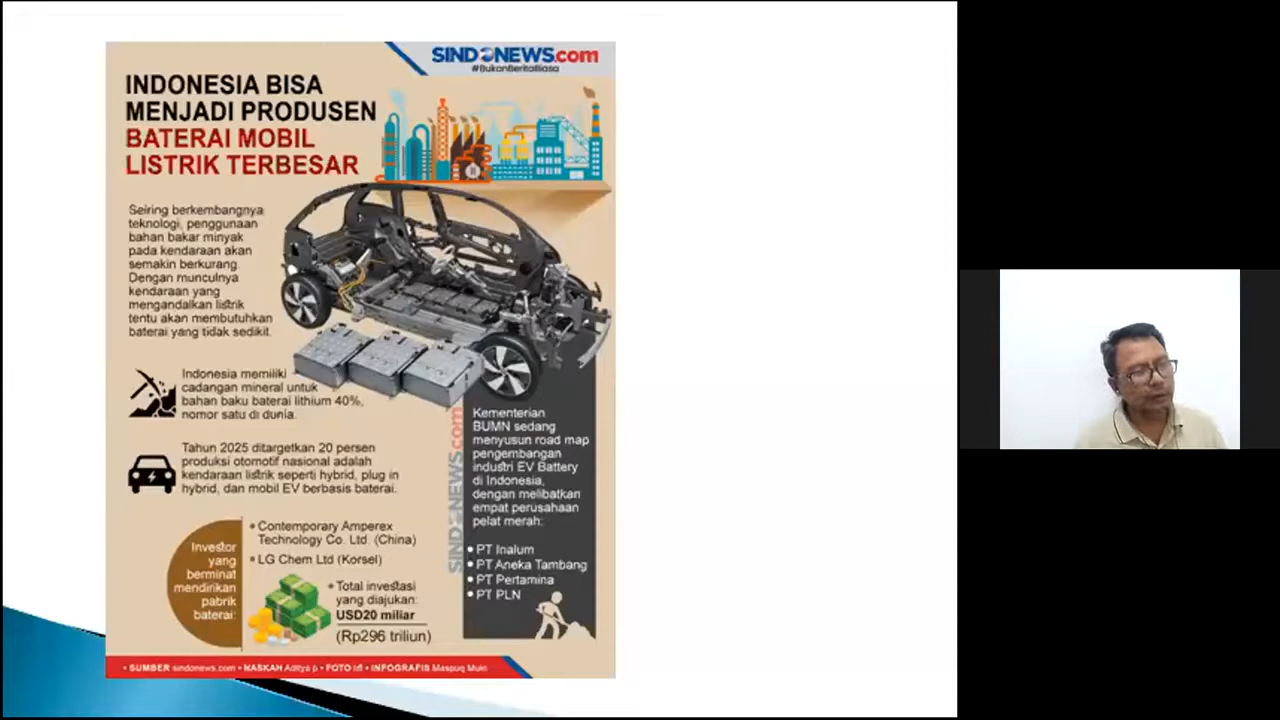 SINDONEWS.com
#BukanBeritaBiasa
INDONESIA BISA
MENJADI PRODUSEN
BATERAI MOBIL
LISTRIK TERBESAR
Seiring berkembangnya
teknologi, penggunaan
bahan bakar minyak
pada kendaraan akan
semakin berkurang.
Dengan munculnya
kendaraan yang
mengandalkan listrik
tentu akan membutuhkan
baterai yang tidak sedikit.
Indonesia memiliki
cadangan mineral untuk
bahan baku baterai lithium 40%,
nomor satu di dunia.
Tahun 2025 ditargetkan 20 persen
produksi otomotif nasional adalah
kendaraan listrik seperti hybrid, plug in
hybrid, dan mobil EV berbasis baterai.
Investor
yang
berminat
mendirikan
pabrik
baterai:
• Contemporary Amperex
Technology Co. Ltd. (China)
• LG Chem Ltd (Korsel)
• Total investasi
yang diajukan:
USD20 miliar
(Rp296 triliun)
SINDONEWS.com
Kementerian
BUMN sedang
menyusun road map
pengembangan
industri EV Battery
di Indonesia,
dengan melibatkan
empat perusahaan
pelat merah:
• PT Inalum
• PT Aneka Tambang
• PT Pertamina
• PT PLN
• SUMBER sindonews.com • NASKAH Aditya p • FOTO Ist • INFOGRAFIS Maspuq Muin